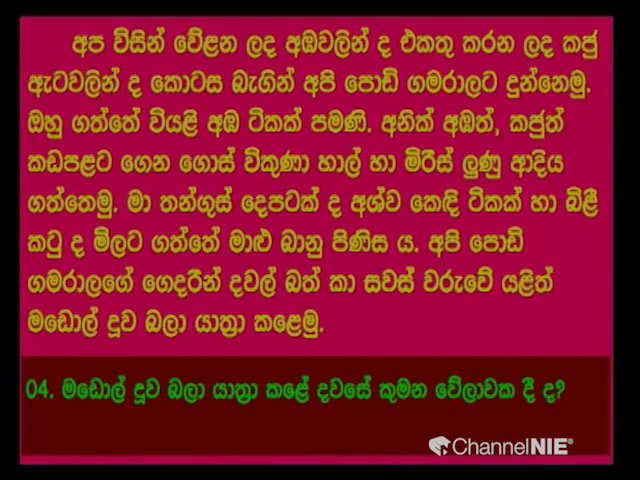 අප විසින් වේළන ලද අඹවලින් ද එකතු කරන ලද කජු
ඇටවලින් ද කොටස බැගින් අපි පොඩි ගමරාලට දුන්නෙමු.
ඔහු ගත්තේ වියළි අඹ ටිකක් පමණි. අනික් අඹත්, කජුත්
කඩපළට ගෙන ගොස් විකුණා හාල් හා මිරිස් ලුණු ආදිය
ගත්තෙමු. මා තන්ගුස් දෙපටක් ද අශ්ව කෙඳි ටිකක් හා බිළී
කටු ද මිලට ගත්තේ මාළු බානු පිණිස ය. අපි පොඩි
ගමරාලගේ ගෙදරින් දවල් බත් කා සවස් වරුවේ යළිත්
මඩොල් දූව බලා යාත්‍රා කළෙමු.
04. මඩොල් දූව බලා යාත්‍රා කළේ දවසේ කුමන වේලාවක දී ද?
ChannelNIE